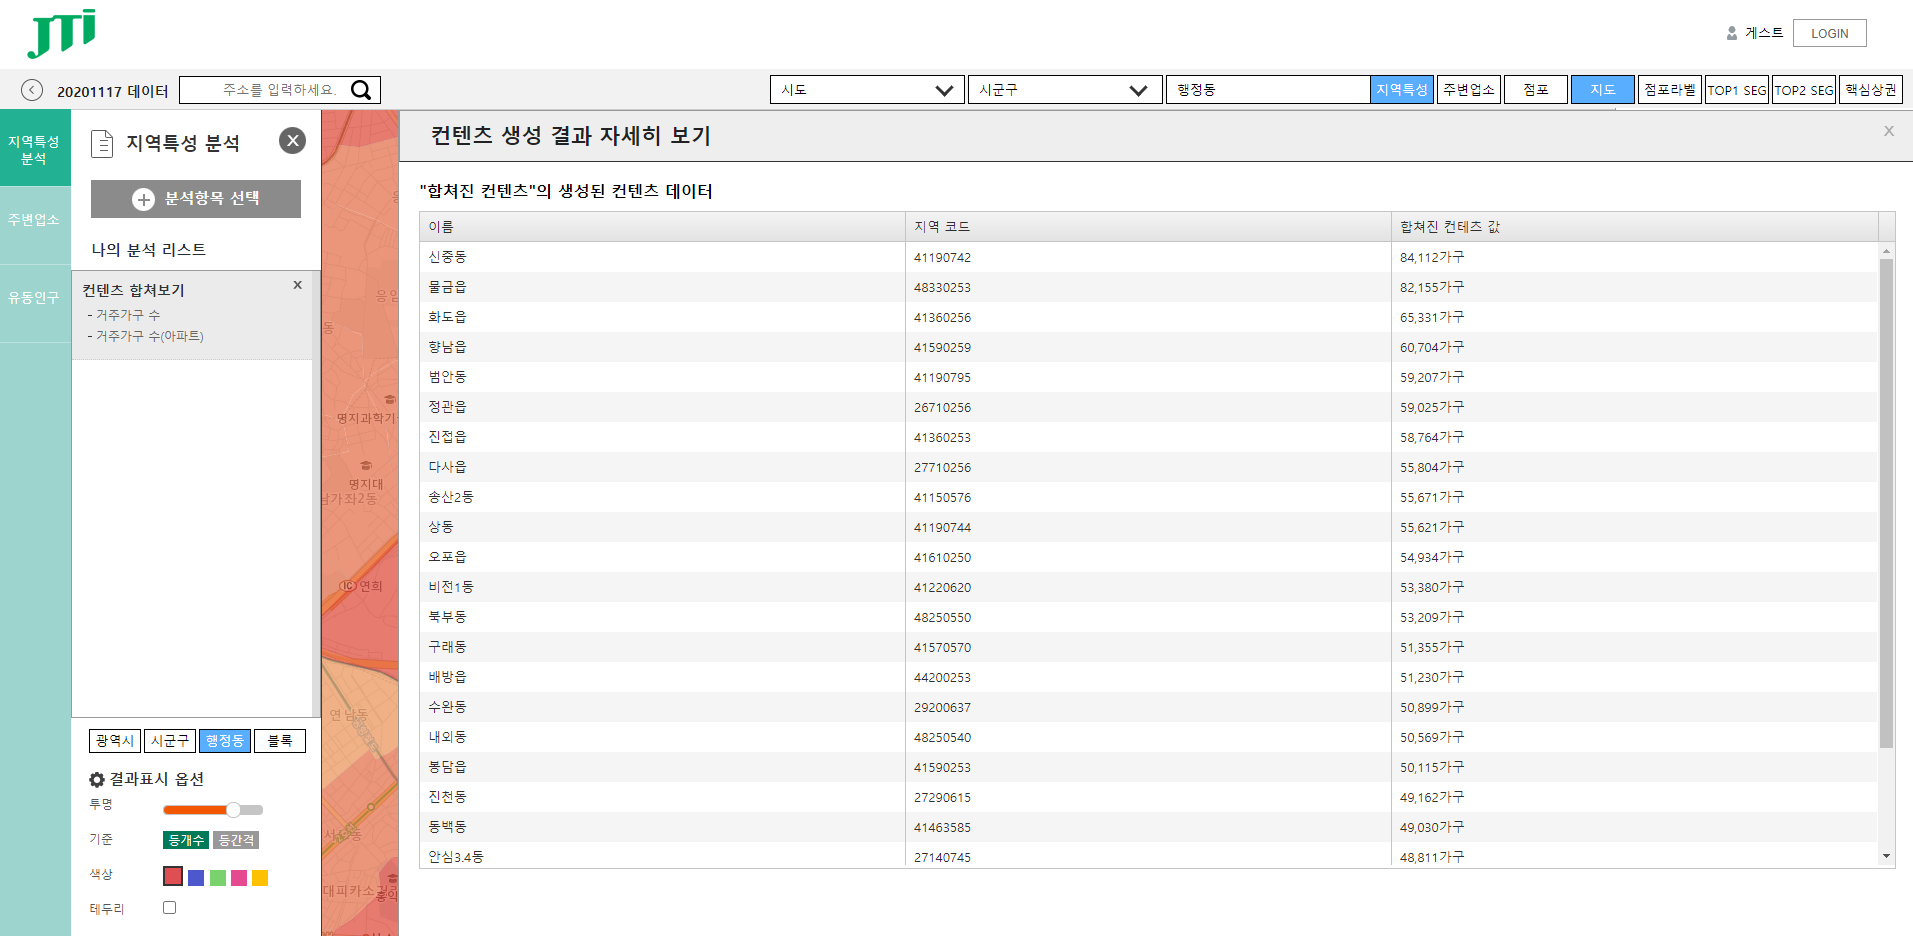 JTi
게스트 LOGIN
20201117 데이터 주소를 입력하세요. 시도 시군구 행정동 지역특성 주변업소 점포 지도 점포라벨 TOP1 SEG TOP2 SEG 핵심상권
지역특성
분석
주변업소
유동인구
지역특성 분석 X
분석항목 선택
나의 분석 리스트
컨텐츠 합쳐보기 x
- 거주가구 수
- 거주가구 수(아파트)
광역시 시군구 행정동 블록
결과표시 옵션
투명
기준 등개수 등간격
색상
테두리
동
명지과학기
명지대
남가좌2동
IC 연희
연남동
대피카소거리
컨텐츠 생성 결과 자세히 보기 X
"합쳐진 컨텐츠"의 생성된 컨텐츠 데이터
이름 지역 코드 합쳐진 컨테츠 값
신중동 41190742 84,112가구
물금읍 48330253 82,155가구
화도읍 41360256 65,331가구
향남읍 41590259 60,704가구
범안동 41190795 59,207가구
정관읍 26710256 59,025가구
진접읍 41360253 58,764가구
다사읍 27710256 55,804가구
송산2동 41150576 55,671가구
상동 41190744 55,621가구
오포읍 41610250 54,934가구
비전1동 41220620 53,380가구
북부동 48250550 53,209가구
구래동 41570570 51,355가구
배방읍 44200253 51,230가구
수완동 29200637 50,899가구
내외동 48250540 50,569가구
봉담읍 41590253 50,115가구
진천동 27290615 49,162가구
동백동 41463585 49,030가구
안심3.4동 27140745 48,811가구